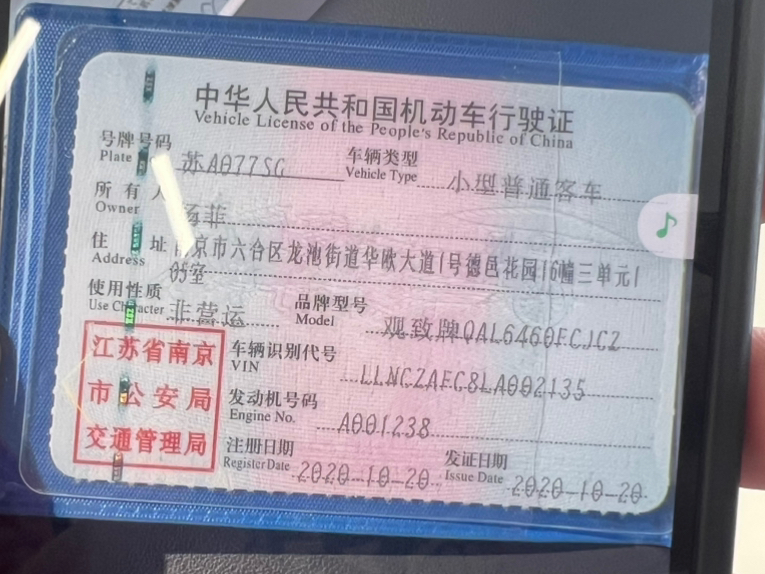 中华人民共和国机动车行驶证
Vehicle License of the People's Republic of China
号牌号码 苏A077SG 车辆类型 小型普通客车
Plate Vehicle Type
所有人 菲
Owner
住址 京市六合区龙池街道华欧大道1号德邑花园16幢三单元1
Address 05室
使用性质 非营运 品牌型号 观致牌QAL6460FCJCZ
Use Character Model
江苏省南京 车辆识别代号 LLNCZAFC8LA002135
VIN
市公安局 发动机号码 A001238
Engine No.
交通管理局 注册日期 2020-10-20 发证日期 2020-10-20
Register Date Issue Date